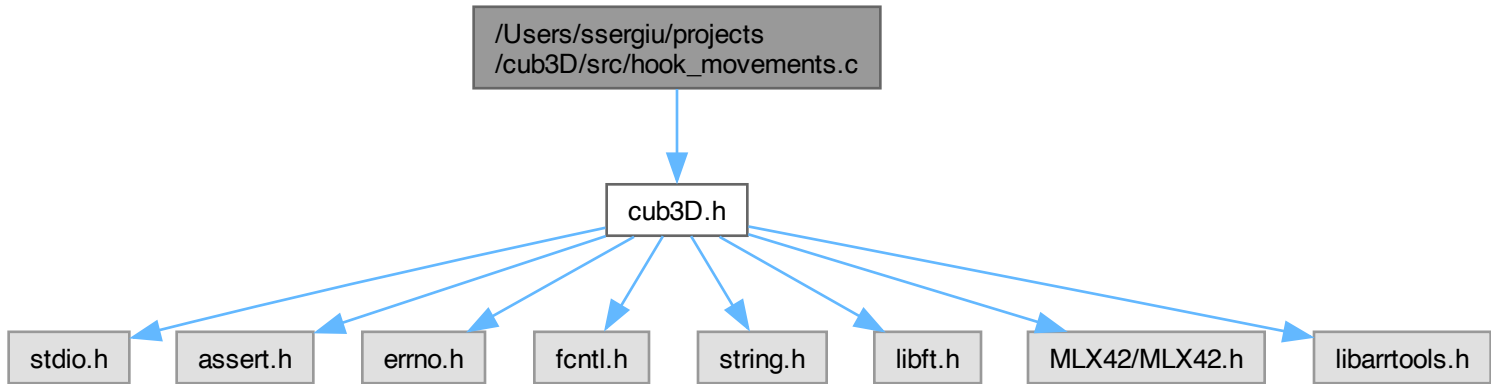 /Users/ssergiu/projects
/cub3D/src/hook_movements.c
cub3D.h
stdio.h
assert.h
errno.h
fcntl.h
string.h
libft.h
MLX42/MLX42.h
libarrtools.h